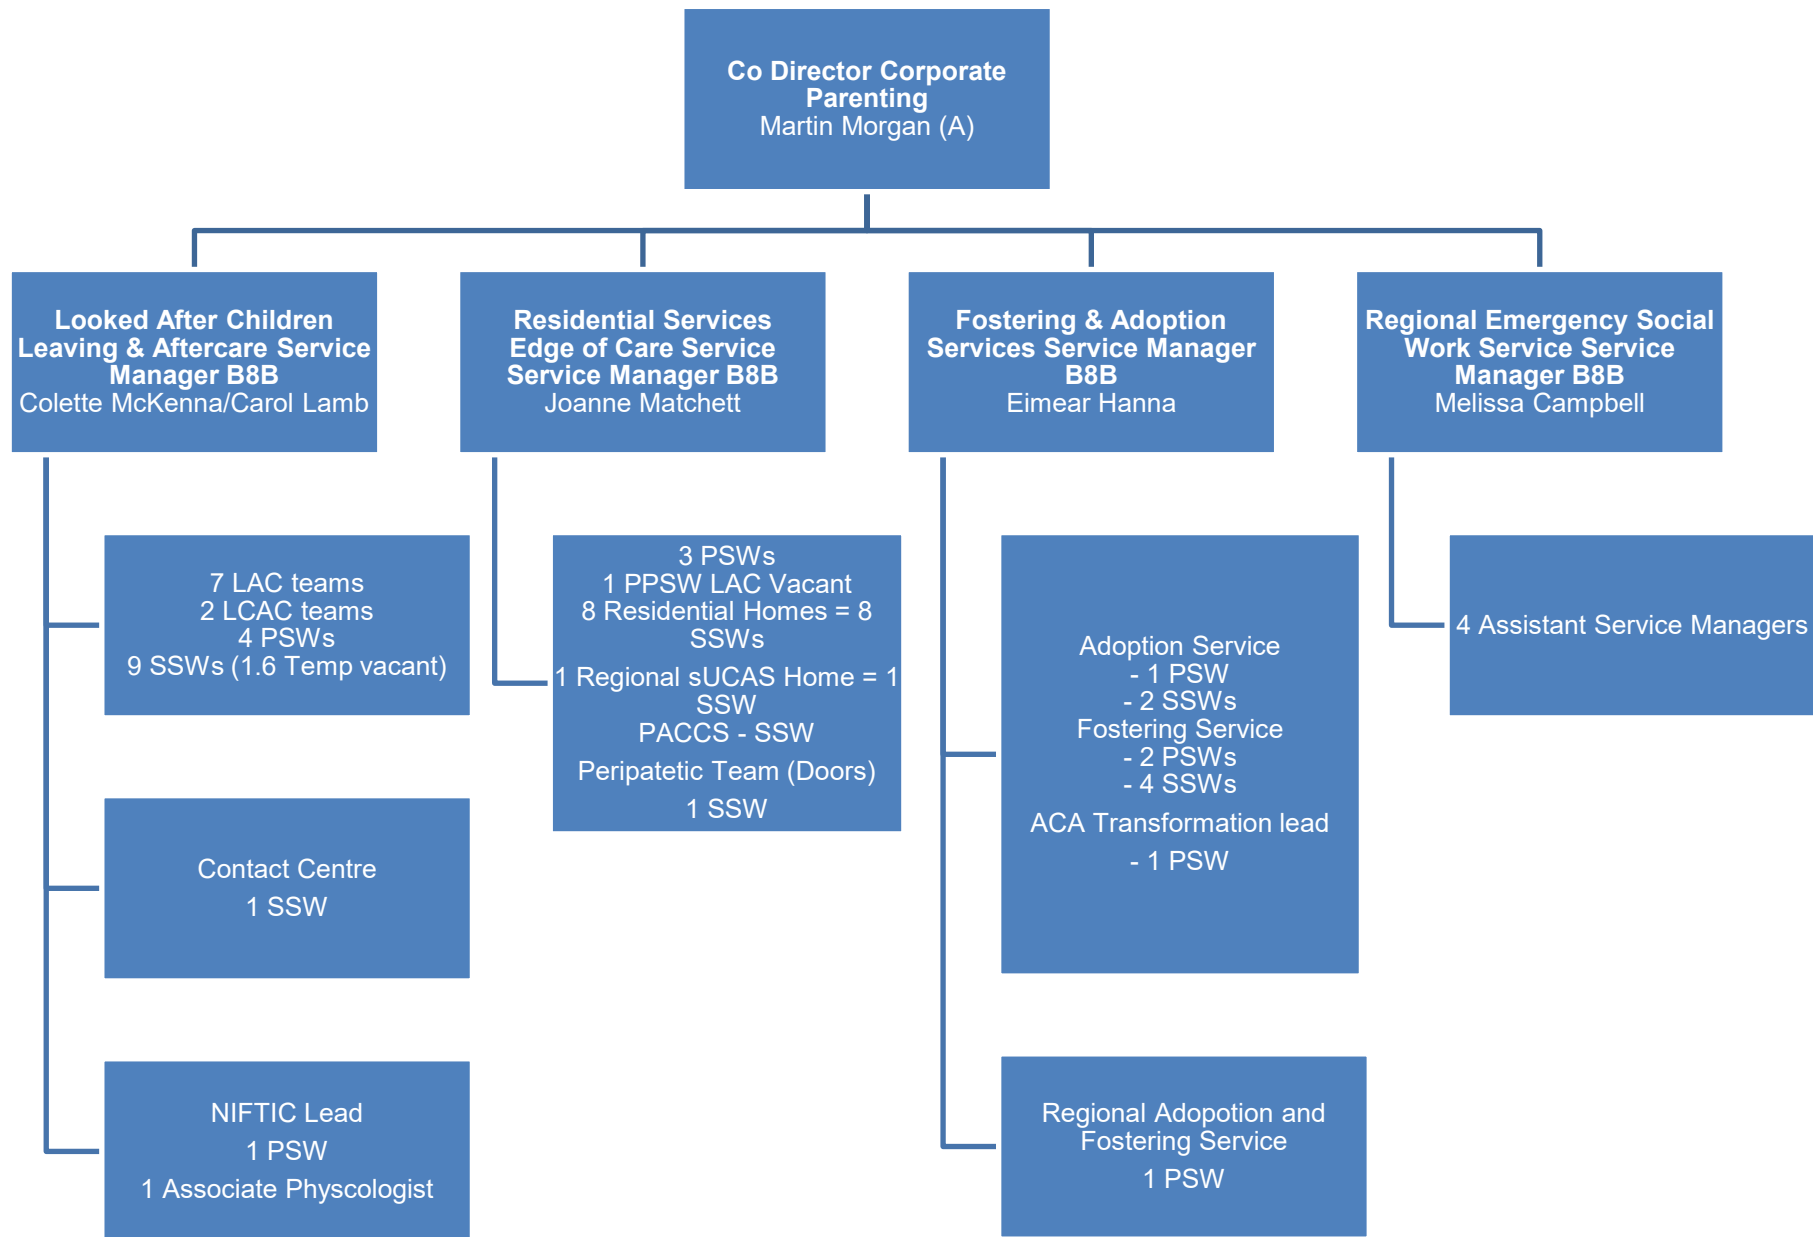 Co Director Corporate
Parenting
Martin Morgan (A)
Looked After Children
Leaving & Aftercare Service
Manager B8B
Colette McKenna/Carol Lamb
Residential Services
Edge of Care Service
Service Manager B8B
Joanne Matchett
Fostering & Adoption
Services Service Manager
B8B
Eimear Hanna
Regional Emergency Social
Work Service Service
Manager B8B
Melissa Campbell
7 LAC teams
2 LCAC teams
4 PSWs
9 SSWs (1.6 Temp vacant)
Contact Centre
1 SSW
NIFTIC Lead
1 PSW
1 Associate Physcologist
3 PSWs
1 PPSW LAC Vacant
8 Residential Homes = 8
SSWs
1 Regional sUCAS Home = 1
SSW
PACCS - SSW
Peripatetic Team (Doors)
1 SSW
Adoption Service
- 1 PSW
- 2 SSWs
Fostering Service
- 2 PSWs
- 4 SSWs
ACA Transformation lead
- 1 PSW
Regional Adopotion and
Fostering Service
1 PSW
4 Assistant Service Managers